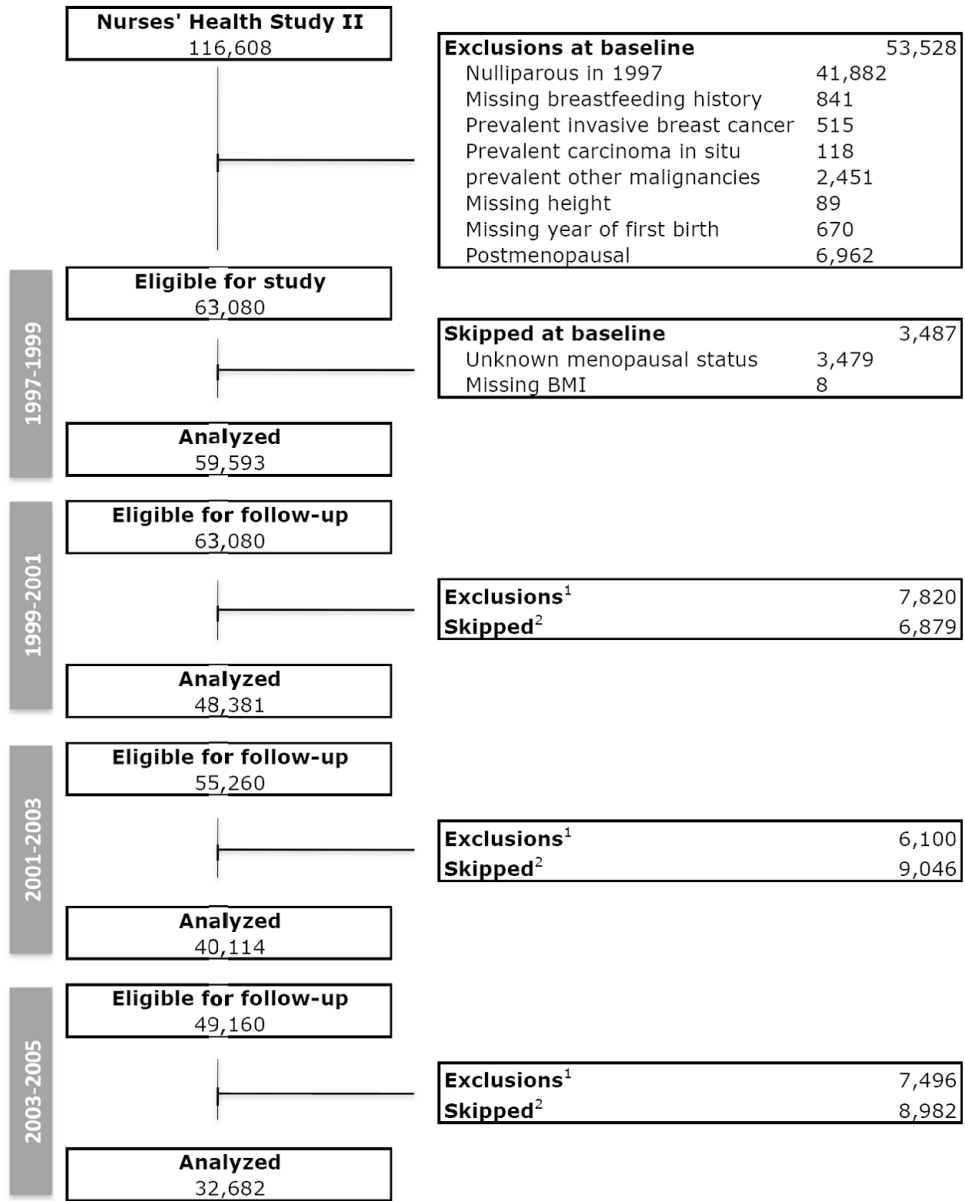 Nurses' Health Study II
116,608
Exclusions at baseline 53,528
Nulliparous in 1997 41,882
Missing breastfeeding history 841
Prevalent invasive breast cancer 515
Prevalent carcinoma in situ 118
prevalent other malignancies 2,451
Missing height 89
Missing year of first birth 670
Postmenopausal 6,962
1997-1999
Eligible for study
63,080
Skipped at baseline 3,487
Unknown menopausal status 3,479
Missing BMI 8
Analyzed
59,593
1999-2001
Eligible for follow-up
63,080
Exclusions¹ 7,820
Skipped² 6,879
Analyzed
48,381
2001-2003
Eligible for follow-up
55,260
Exclusions¹ 6,100
Skipped² 9,046
Analyzed
40,114
2003-2005
Eligible for follow-up
49,160
Exclusions¹ 7,496
Skipped² 8,982
Analyzed
32,682